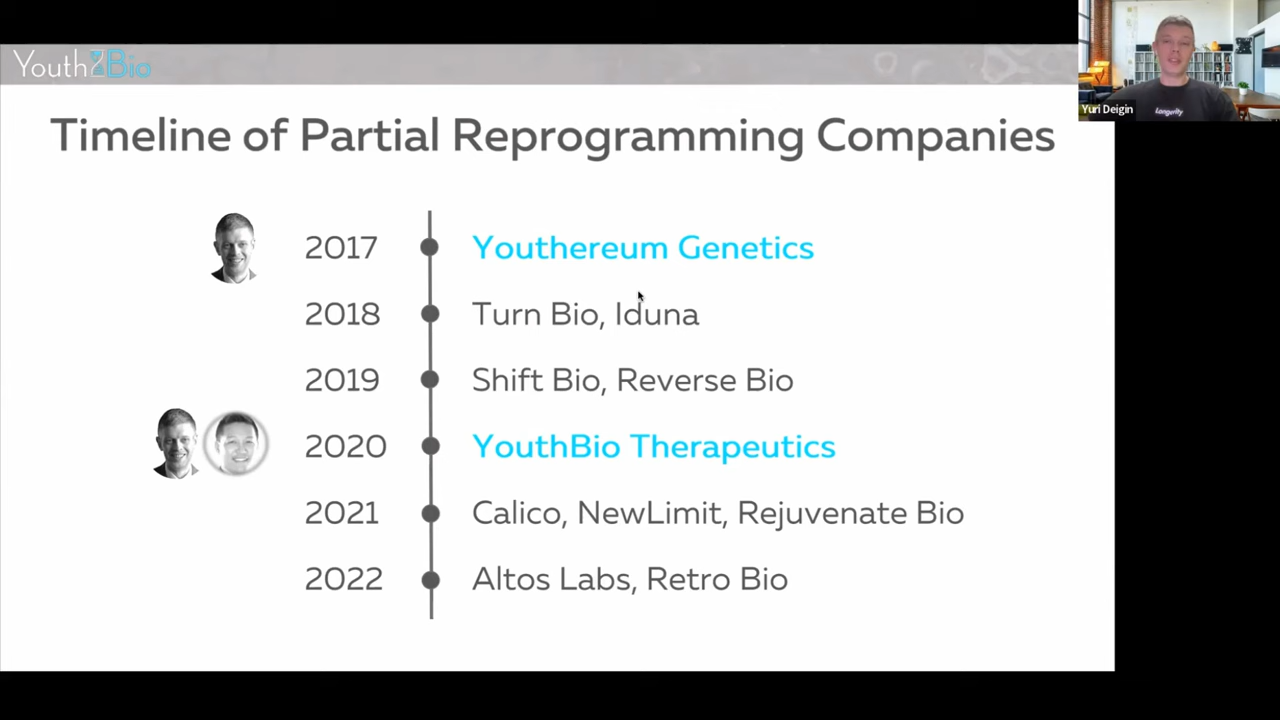 YouthBio
Yuri Deigin
Longevity
Timeline of Partial Reprogramming Companies
2017 Youthereum Genetics
2018 Turn Bio, Iduna
2019 Shift Bio, Reverse Bio
2020 YouthBio Therapeutics
2021 Calico, NewLimit, Rejuvenate Bio
2022 Altos Labs, Retro Bio